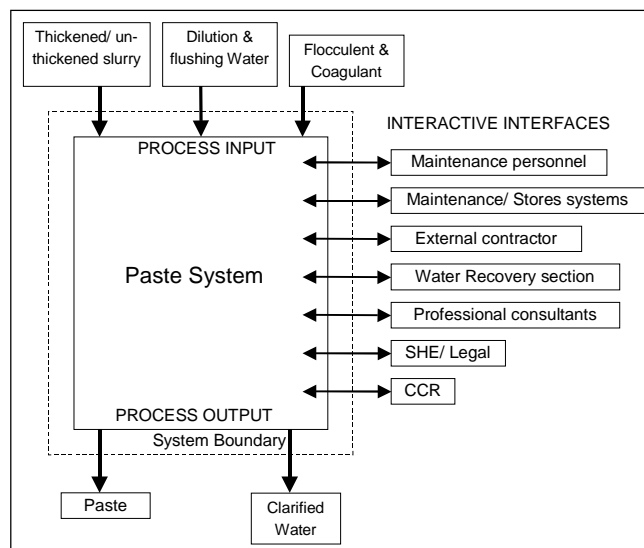 Thickened/ un-
thickened slurry
Dilution &
flushing Water
Flocculent &
Coagulant
INTERACTIVE INTERFACES
PROCESS INPUT
Maintenance personnel
Maintenance/ Stores systems
External contractor
Paste System
Water Recovery section
Professional consultants
SHE/ Legal
CCR
PROCESS OUTPUT
System Boundary
Paste
Clarified
Water